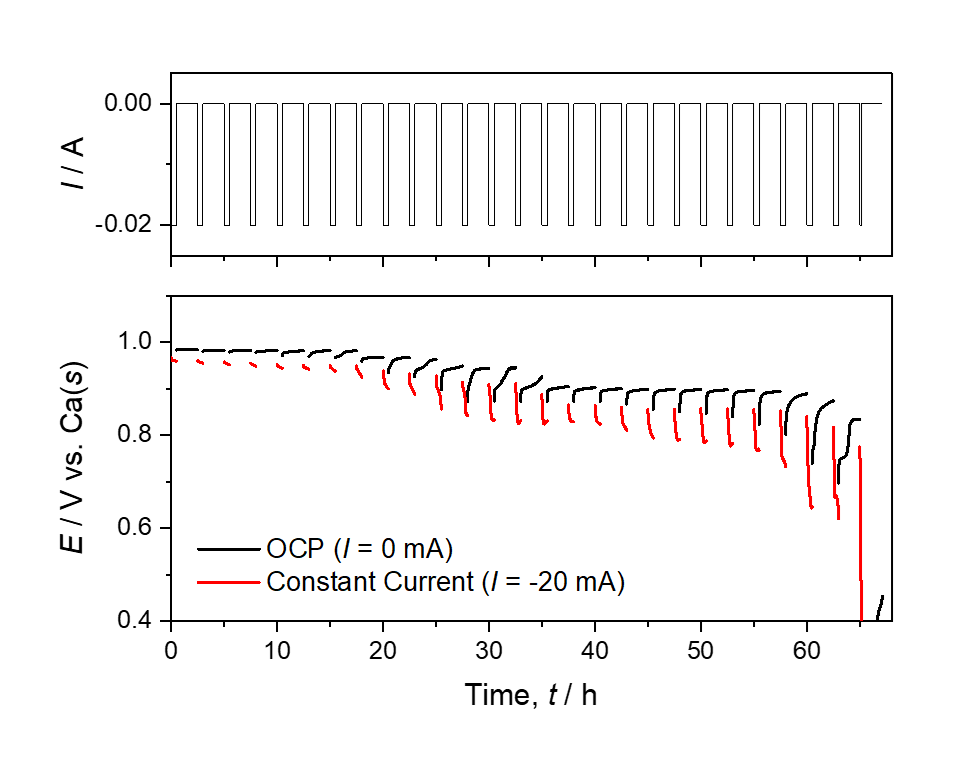 0.00
-0.02
I / A
1.0
0.8
0.6
0.4
E / V vs. Ca(s)
OCP (I = 0 mA)
Constant Current (I = -20 mA)
0 10 20 30 40 50 60
Time, t / h